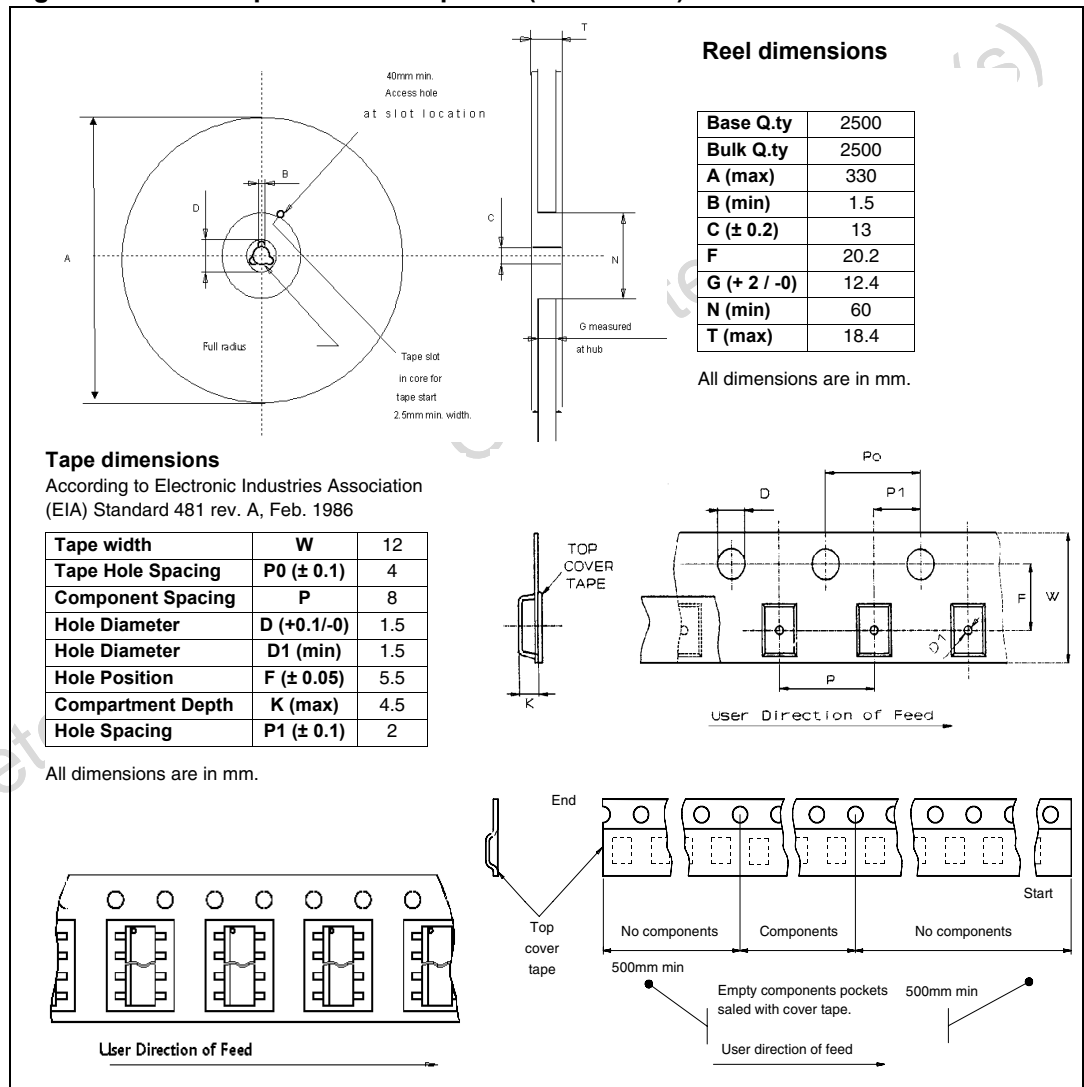 Reel dimensions
T
40mm min.
Access hole
at slot location
B
D
A
C
N
Full radius
Tape slot
in core for
tape start
2.5mm min. width.
G measured
at hub
Base Q.ty 2500
Bulk Q.ty 2500
A (max) 330
B (min) 1.5
C (± 0.2) 13
F 20.2
G (+ 2 / -0) 12.4
N (min) 60
T (max) 18.4
All dimensions are in mm.
Tape dimensions
According to Electronic Industries Association
(EIA) Standard 481 rev. A, Feb. 1986
Tape width W 12
Tape Hole Spacing P0 (± 0.1) 4
Component Spacing P 8
Hole Diameter D (+0.1/-0) 1.5
Hole Diameter D1 (min) 1.5
Hole Position F (± 0.05) 5.5
Compartment Depth K (max) 4.5
Hole Spacing P1 (± 0.1) 2
All dimensions are in mm.
Po
D
P1
TOP
COVER
TAPE
F
W
D1
K
P
User Direction of Feed
End
Start
Top
cover
tape
No components
Components
No components
500mm min
Empty components pockets
saled with cover tape.
500mm min
User direction of feed
User Direction of Feed